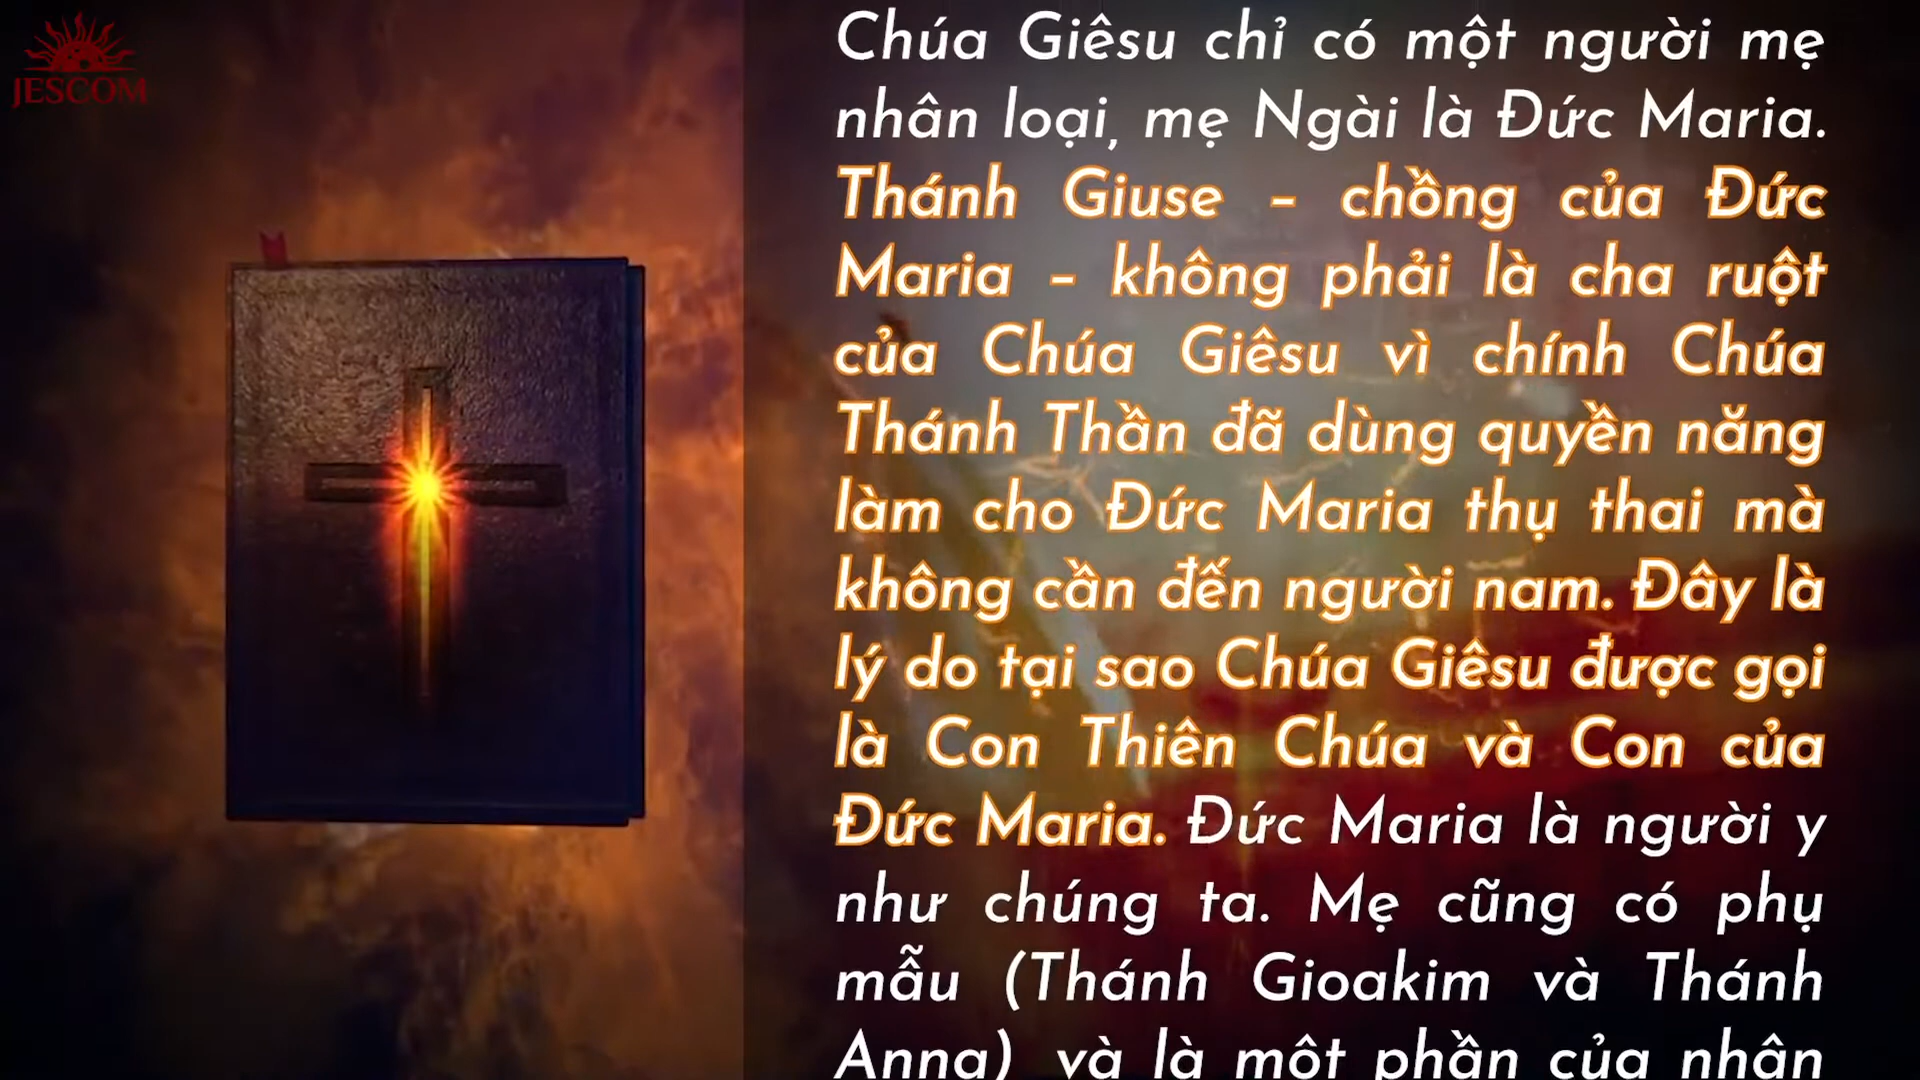 JESCOM
Chúa Giêsu chỉ có một người mẹ
nhân loại, mẹ Ngài là Đức Maria.
Thánh Giuse – chồng của Đức
Maria – không phải là cha ruột
của Chúa Giêsu vì chính Chúa
Thánh Thần đã dùng quyền năng
làm cho Đức Maria thụ thai mà
không cần đến người nam. Đây là
lý do tại sao Chúa Giêsu được gọi
là Con Thiên Chúa và Con của
Đức Maria. Đức Maria là người y
như chúng ta. Mẹ cũng có phụ
mẫu (Thánh Gioakim và Thánh
Anna) và là một phần của nhân